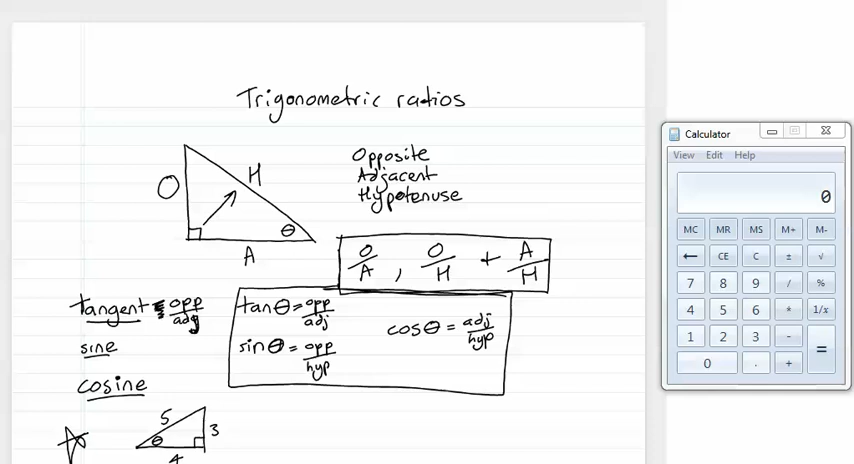 Trigonometric ratios
O
H
A
θ
Opposite
Adjacent
Hypotenuse
O/A, O/H + A/H
tangent = opp/adj
sine
cosine
tanθ = opp/adj
sinθ = opp/hyp
cosθ = adj/hyp
5
3
θ
4
Calculator
View Edit Help
0
MC MR MS M+ M-
← CE C ± √
7 8 9 / %
4 5 6 * 1/x
1 2 3 - =
0 . +